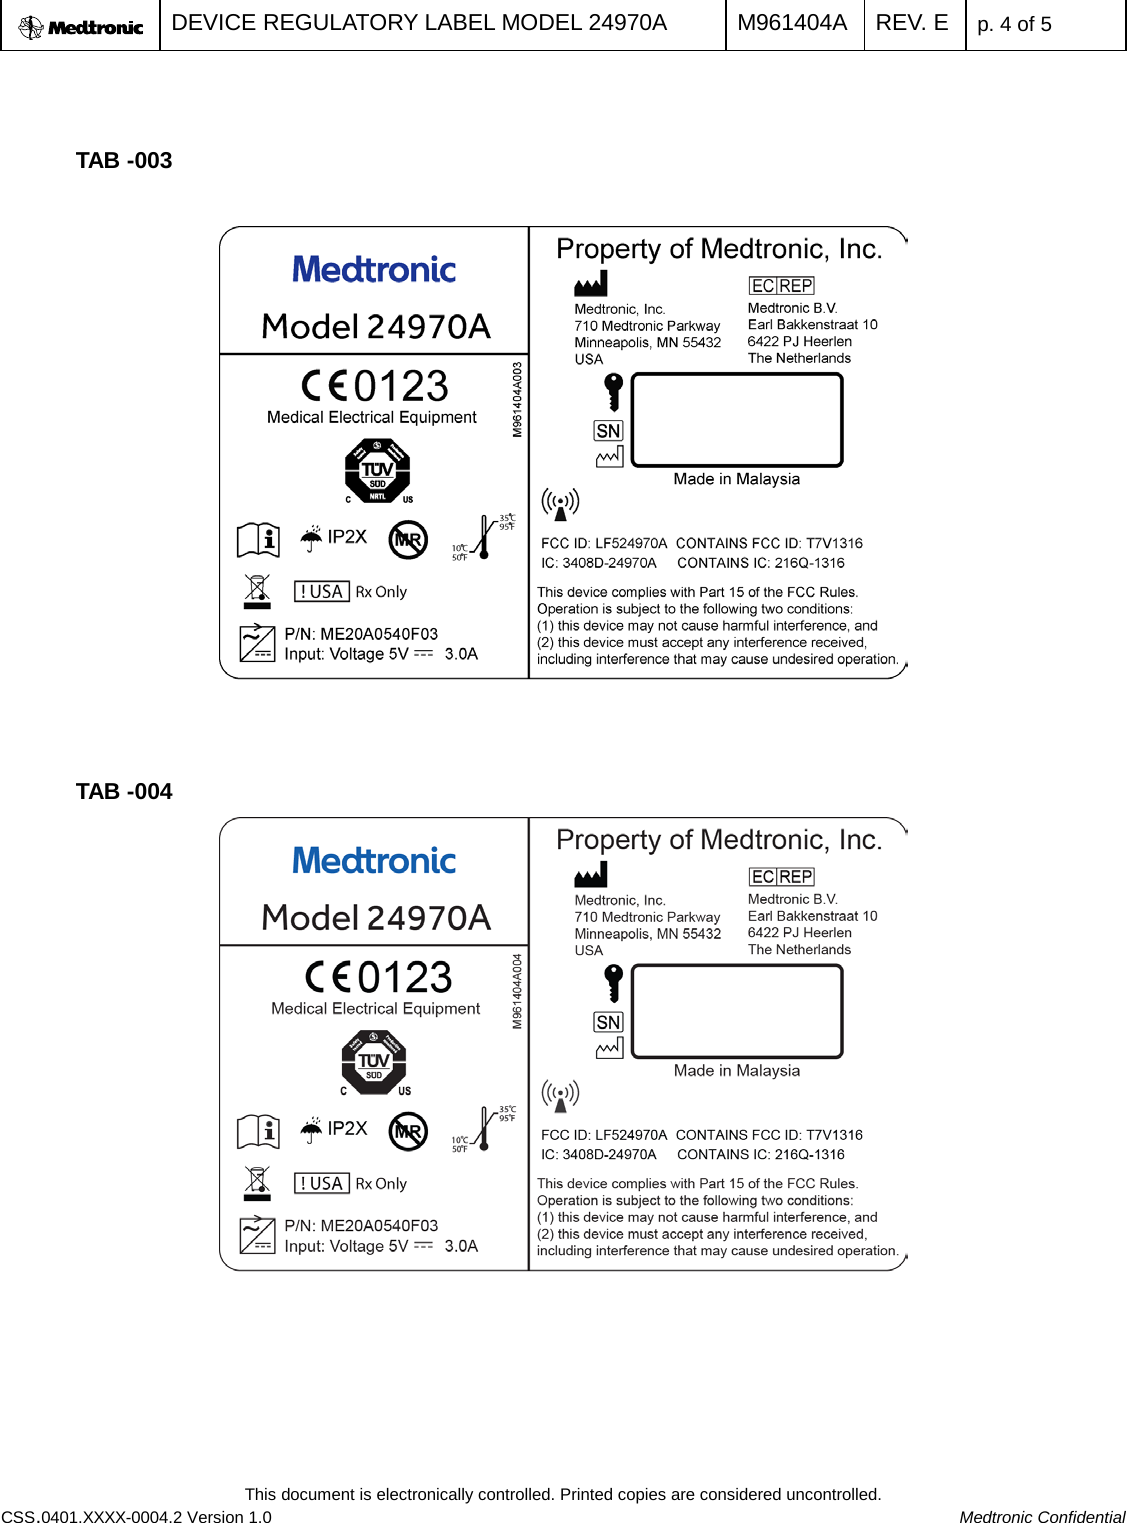 Medtronic DEVICE REGULATORY LABEL MODEL 24970A M961404A REV. E p. 4 of 5
TAB -003
Medtronic
Model 24970A
CE0123
Medical Electrical Equipment
M961404A003
TÜV
SÜD
NRTL
C US
IP2X
MR
35°C
95°F
10°C
50°F
! USA Rx Only
P/N: ME20A0540F03
Input: Voltage 5V 3.0A
Property of Medtronic, Inc.
Medtronic, Inc.
710 Medtronic Parkway
Minneapolis, MN 55432
USA
EC REP
Medtronic B.V.
Earl Bakkenstraat 10
6422 PJ Heerlen
The Netherlands
SN
Made in Malaysia
FCC ID: LF524970A CONTAINS FCC ID: T7V1316
IC: 3408D-24970A CONTAINS IC: 216Q-1316
This device complies with Part 15 of the FCC Rules.
Operation is subject to the following two conditions:
(1) this device may not cause harmful interference, and
(2) this device must accept any interference received,
including interference that may cause undesired operation.
TAB -004
Medtronic
Model 24970A
CE0123
Medical Electrical Equipment
M961404A004
TÜV
SÜD
C US
IP2X
MR
35°C
95°F
10°C
50°F
! USA Rx Only
P/N: ME20A0540F03
Input: Voltage 5V 3.0A
Property of Medtronic, Inc.
Medtronic, Inc.
710 Medtronic Parkway
Minneapolis, MN 55432
USA
EC REP
Medtronic B.V.
Earl Bakkenstraat 10
6422 PJ Heerlen
The Netherlands
SN
Made in Malaysia
FCC ID: LF524970A CONTAINS FCC ID: T7V1316
IC: 3408D-24970A CONTAINS IC: 216Q-1316
This device complies with Part 15 of the FCC Rules.
Operation is subject to the following two conditions:
(1) this device may not cause harmful interference, and
(2) this device must accept any interference received,
including interference that may cause undesired operation.
This document is electronically controlled. Printed copies are considered uncontrolled.
CSS.0401.XXXX-0004.2 Version 1.0 Medtronic Confidential